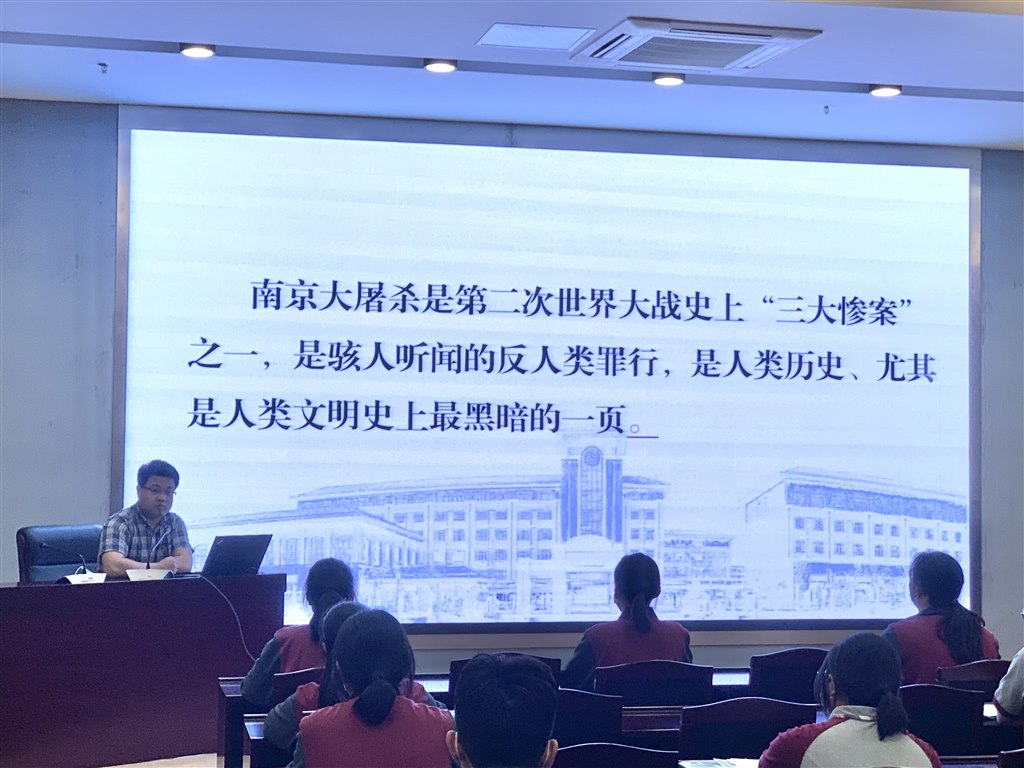 南京大屠杀是第二次世界大战史上“三大惨案”
之一，是骇人听闻的反人类罪行，是人类历史、尤其
是人类文明史上最黑暗的一页。